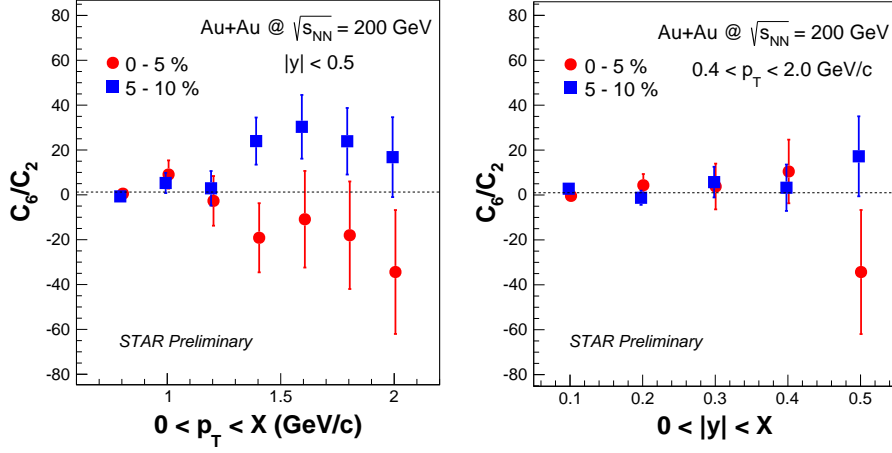 Au+Au @ √s_NN = 200 GeV
0 - 5 %
|y| < 0.5
5 - 10 %
C_6/C_2
80
60
40
20
0
-20
-40
-60
-80
STAR Preliminary
1
1.5
2
0 < p_T < X (GeV/c)
Au+Au @ √s_NN = 200 GeV
0 - 5 %
0.4 < p_T < 2.0 GeV/c
5 - 10 %
C_6/C_2
80
60
40
20
0
-20
-40
-60
-80
STAR Preliminary
0.1
0.2
0.3
0.4
0.5
0 < |y| < X